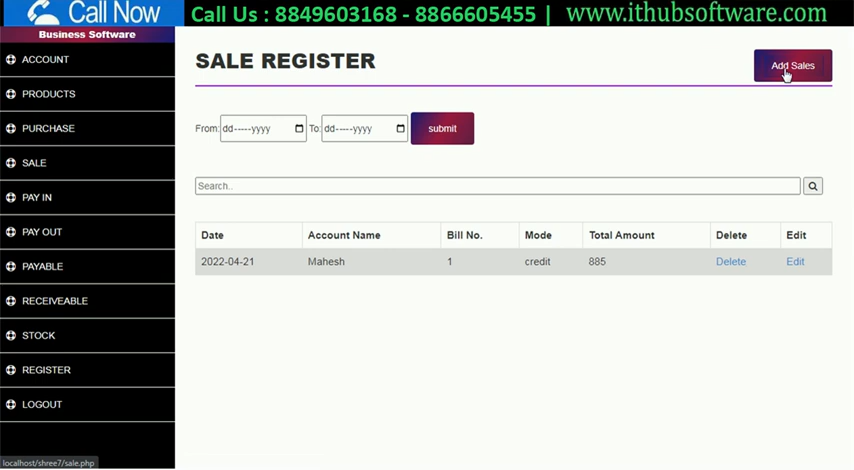 Call Now
Call Us : 8849603168 - 8866605455 | www.ithubsoftware.com
Business Software
ACCOUNT
PRODUCTS
PURCHASE
SALE
PAY IN
PAY OUT
PAYABLE
RECEIVEABLE
STOCK
REGISTER
LOGOUT
SALE REGISTER
Add Sales
From: dd-----yyyy To: dd-----yyyy submit
Search..
Date Account Name Bill No. Mode Total Amount Delete Edit
2022-04-21 Mahesh 1 credit 885 Delete Edit
localhost/shree7/sale.php